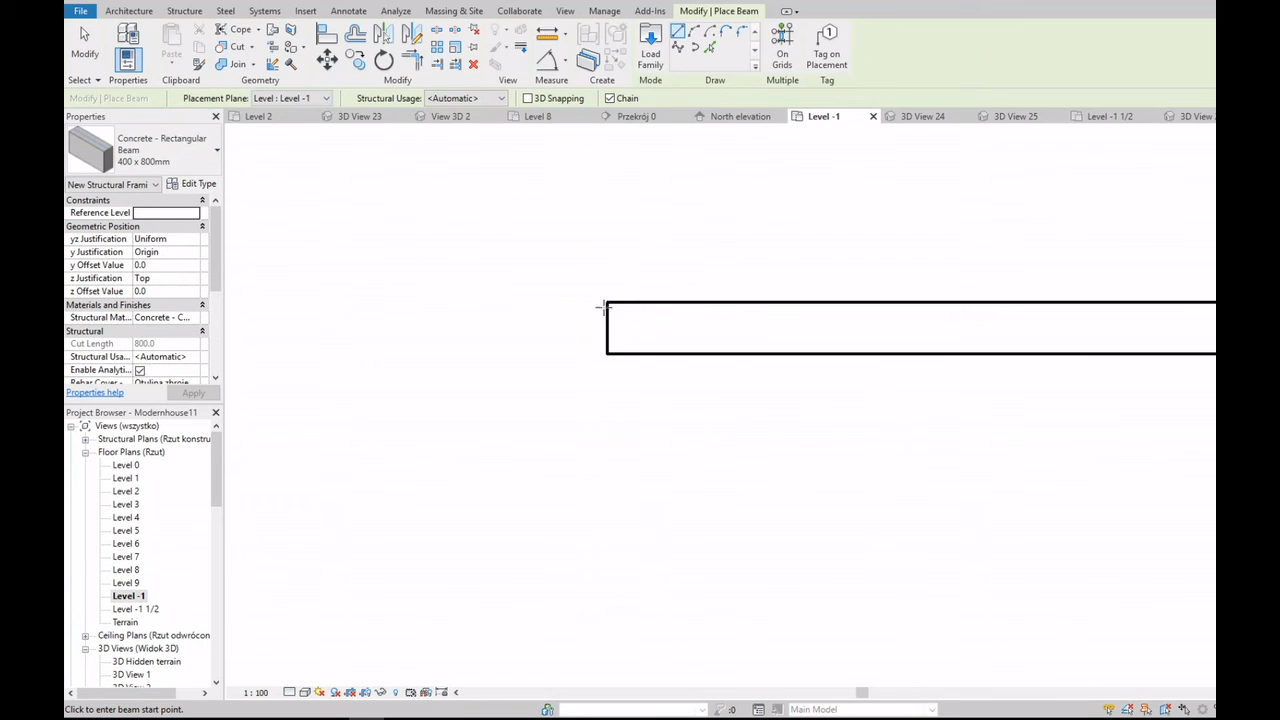 File Architecture Structure Steel Systems Insert Annotate Analyze Massing & Site Collaborate View Manage Add-Ins Modify | Place Beam
Cope
Cut
Join
Modify
Paste
Load Family
On Grids
Tag on Placement
Select Properties Clipboard Geometry Modify View Measure Create Mode Draw Multiple Tag
Modify | Place Beam Placement Plane: Level : Level -1 Structural Usage: <Automatic> 3D Snapping Chain
Properties
Level 2 3D View 23 View 3D 2 Level 8 Przekrój 0 North elevation Level -1 3D View 24 3D View 25 Level -1 1/2 3D View
Concrete - Rectangular
Beam
400 x 800mm
New Structural Frami Edit Type
Constraints
Reference Level
Geometric Position
yz Justification Uniform
y Justification Origin
y Offset Value 0.0
z Justification Top
z Offset Value 0.0
Materials and Finishes
Structural Mat... Concrete - C...
Structural
Cut Length 800.0
Structural Usa... <Automatic>
Enable Analyti...
Properties help Apply
Project Browser - Modernhouse11
Views (wszystko)
Structural Plans (Rzut konstru
Floor Plans (Rzut)
Level 0
Level 1
Level 2
Level 3
Level 4
Level 5
Level 6
Level 7
Level 8
Level 9
Level -1
Level -1 1/2
Terrain
Ceiling Plans (Rzut odwrócon
3D Views (Widok 3D)
3D Hidden terrain
3D View 1
1 : 100
Click to enter beam start point. :0 Main Model